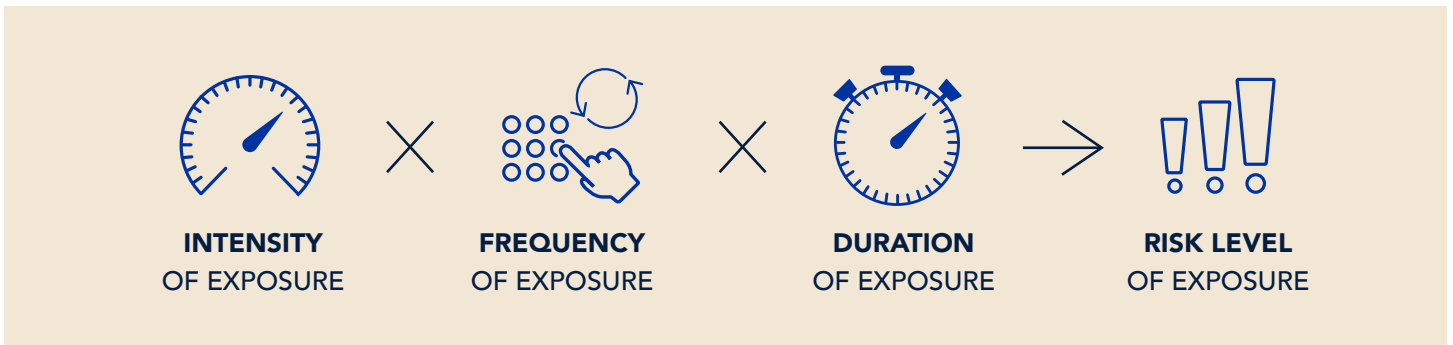 INTENSITY
OF EXPOSURE
FREQUENCY
OF EXPOSURE
DURATION
OF EXPOSURE
RISK LEVEL
OF EXPOSURE